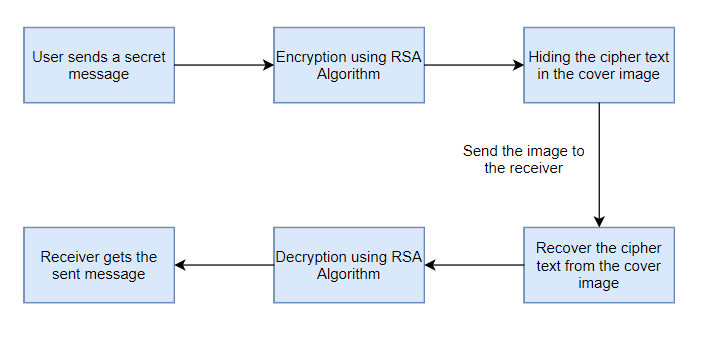 User sends a secret
message
Encryption using RSA
Algorithm
Hiding the cipher text
in the cover image
Send the image to
the receiver
Recover the cipher
text from the cover
image
Decryption using RSA
Algorithm
Receiver gets the
sent message